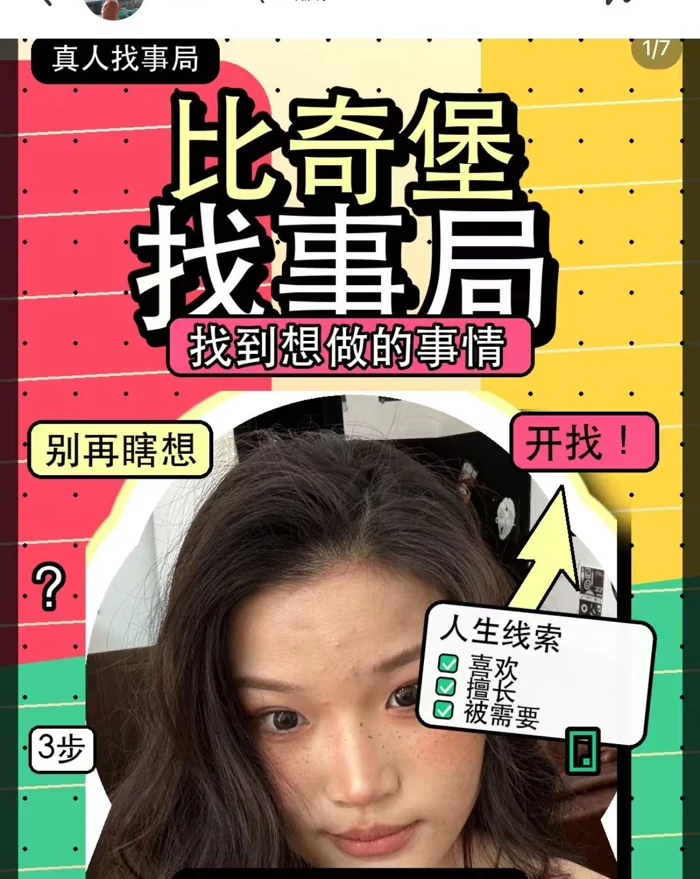 1/7
真人找事局
比奇堡
找事局
找到想做的事情
别再瞎想
开找！
?
人生线索
喜欢
擅长
被需要
3步